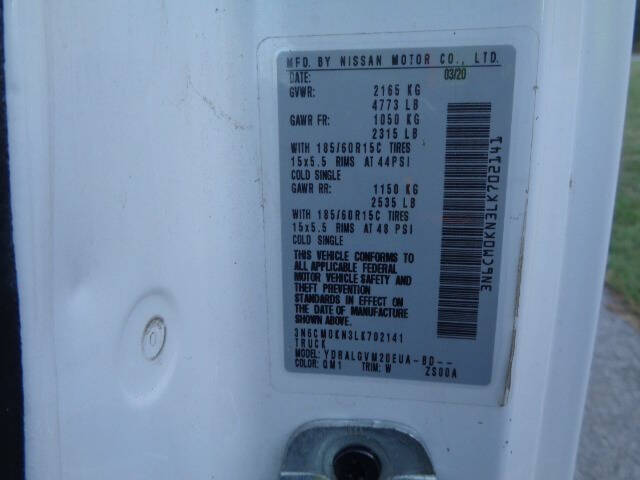 MFD. BY NISSAN MOTOR CO., LTD.
DATE: 03/20
GVWR: 2165 KG
4773 LB
GAWR FR: 1050 KG
2315 LB
WITH 185/60R15C TIRES
15x5.5 RIMS AT 44PSI
COLD SINGLE
GAWR RR: 1150 KG
2535 LB
WITH 185/60R15C TIRES
15x5.5 RIMS AT 48 PSI
COLD SINGLE
THIS VEHICLE CONFORMS TO
ALL APPLICABLE FEDERAL
MOTOR VEHICLE SAFETY AND
THEFT PREVENTION
STANDARDS IN EFFECT ON
THE DATE OF MANUFACTURE
SHOWN ABOVE.
3N6CM0KN3LK702141
TRUCK
MODEL: YDRALGVM20EUA-BD--
COLOR: QM1 TRIM: W ZS00A
3N6CM0KN3LK702141